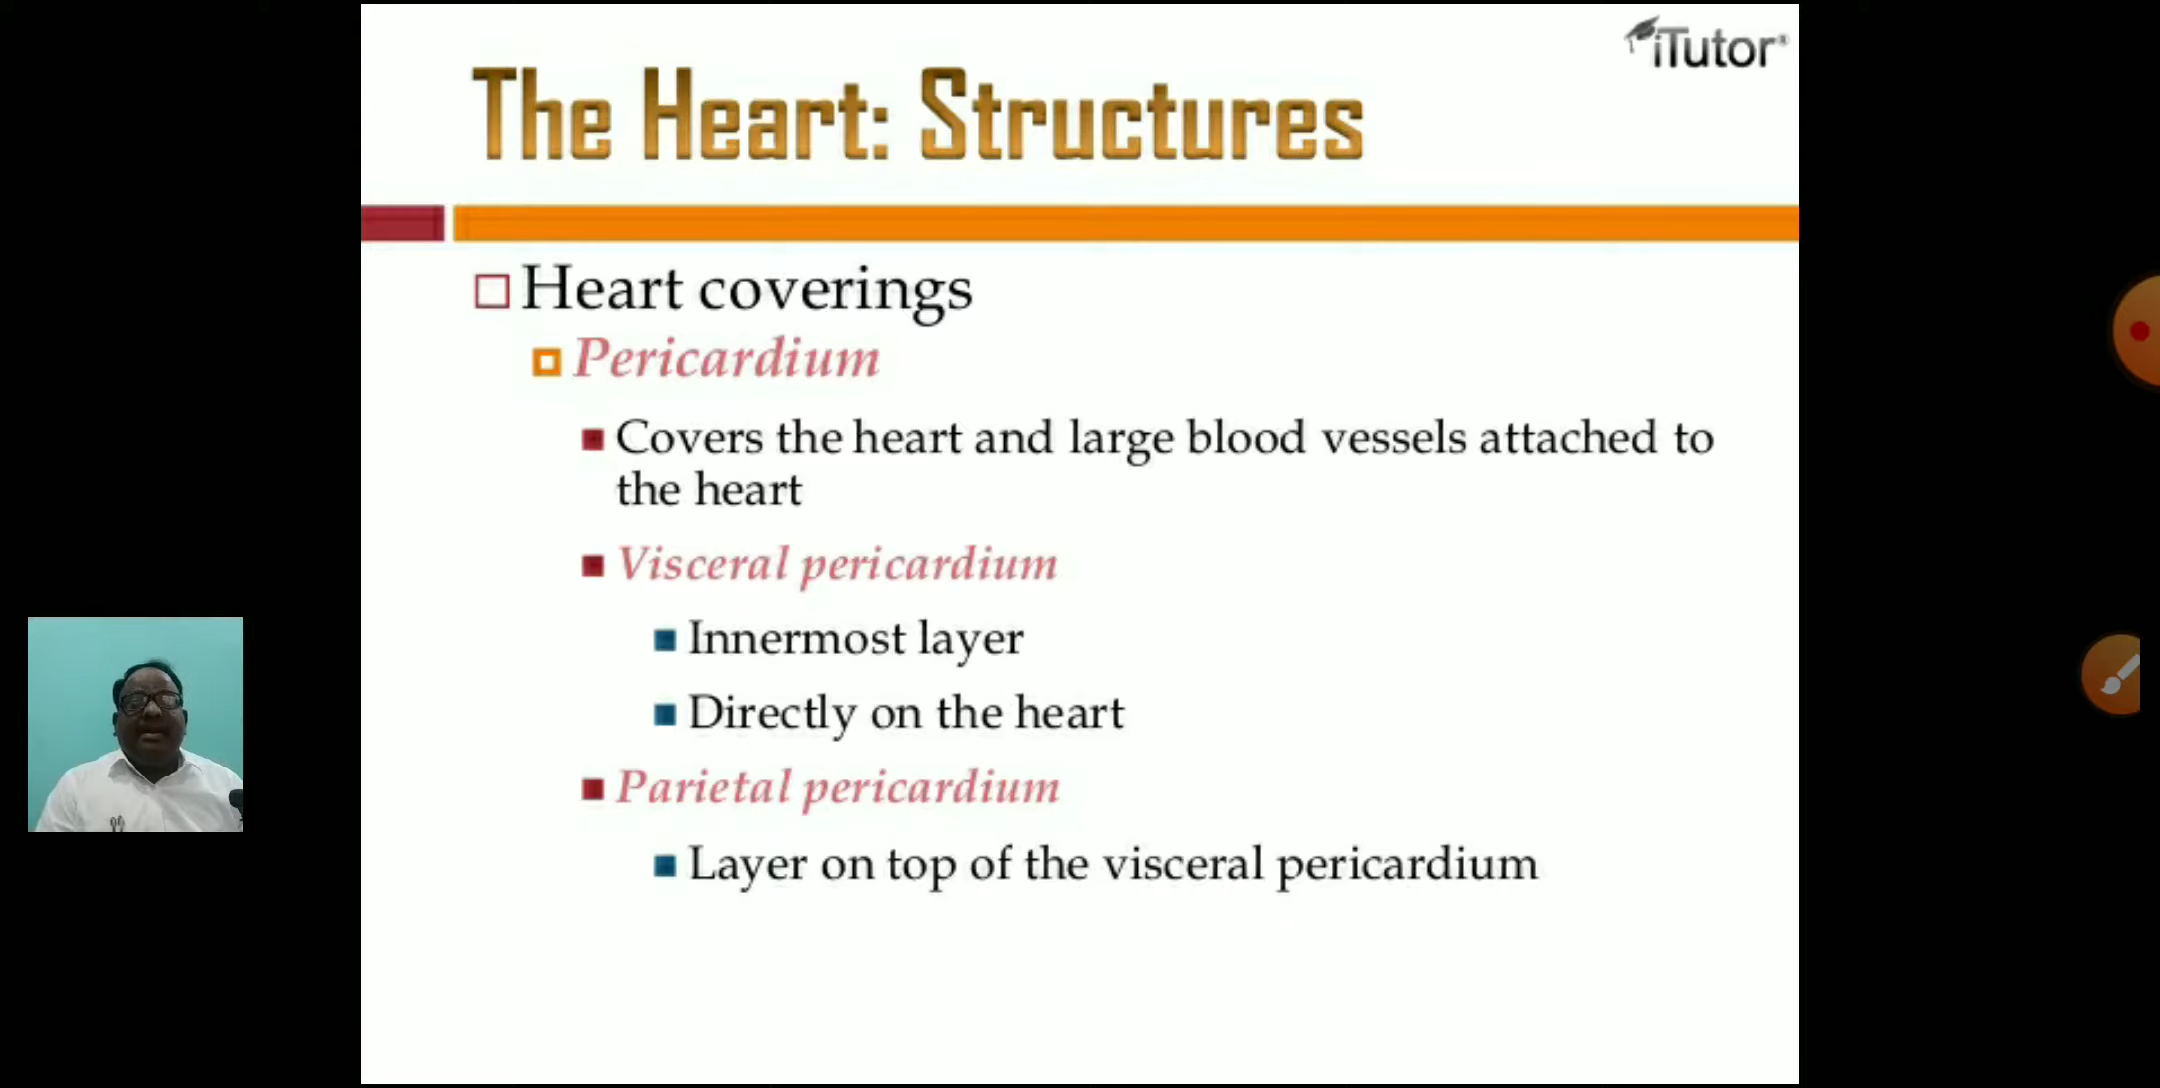 iTutor®
The Heart: Structures
Heart coverings
Pericardium
Covers the heart and large blood vessels attached to
the heart
Visceral pericardium
Innermost layer
Directly on the heart
Parietal pericardium
Layer on top of the visceral pericardium